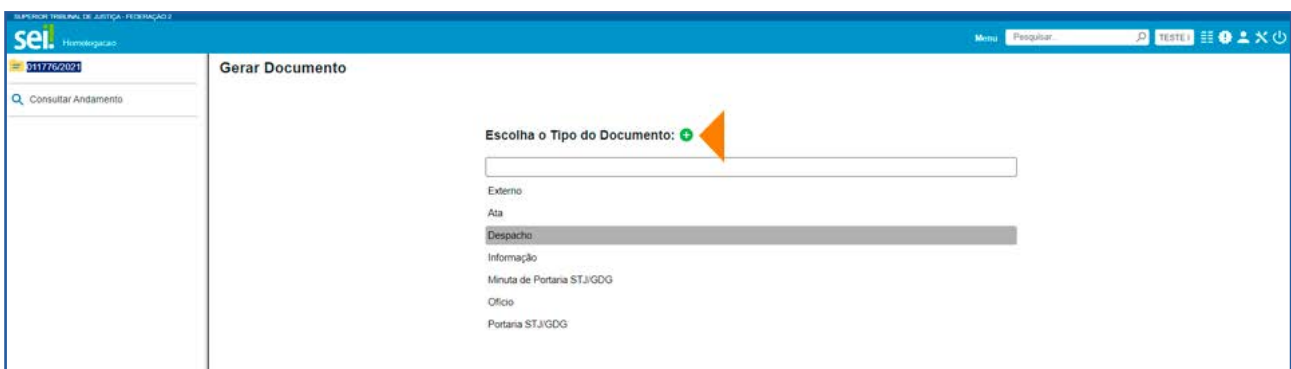 SUPERIOR TRIBUNAL DE JUSTIÇA - FEDERAÇÃO 2
sei! Homologacao
Menu Pesquisar... TESTE
011776/2021
Consultar Andamento
Gerar Documento
Escolha o Tipo do Documento:
Externo
Ata
Despacho
Informação
Minuta de Portaria STJ/GDG
Ofício
Portaria STJ/GDG